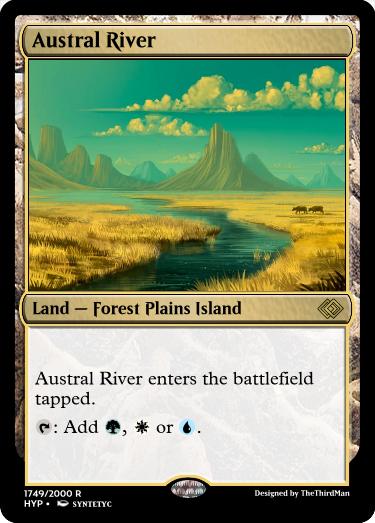 Austral River
Land — Forest Plains Island
Austral River enters the battlefield
tapped.
: Add , or .
1749/2000 R
HYP • SYNTETYC
Designed by TheThirdMan